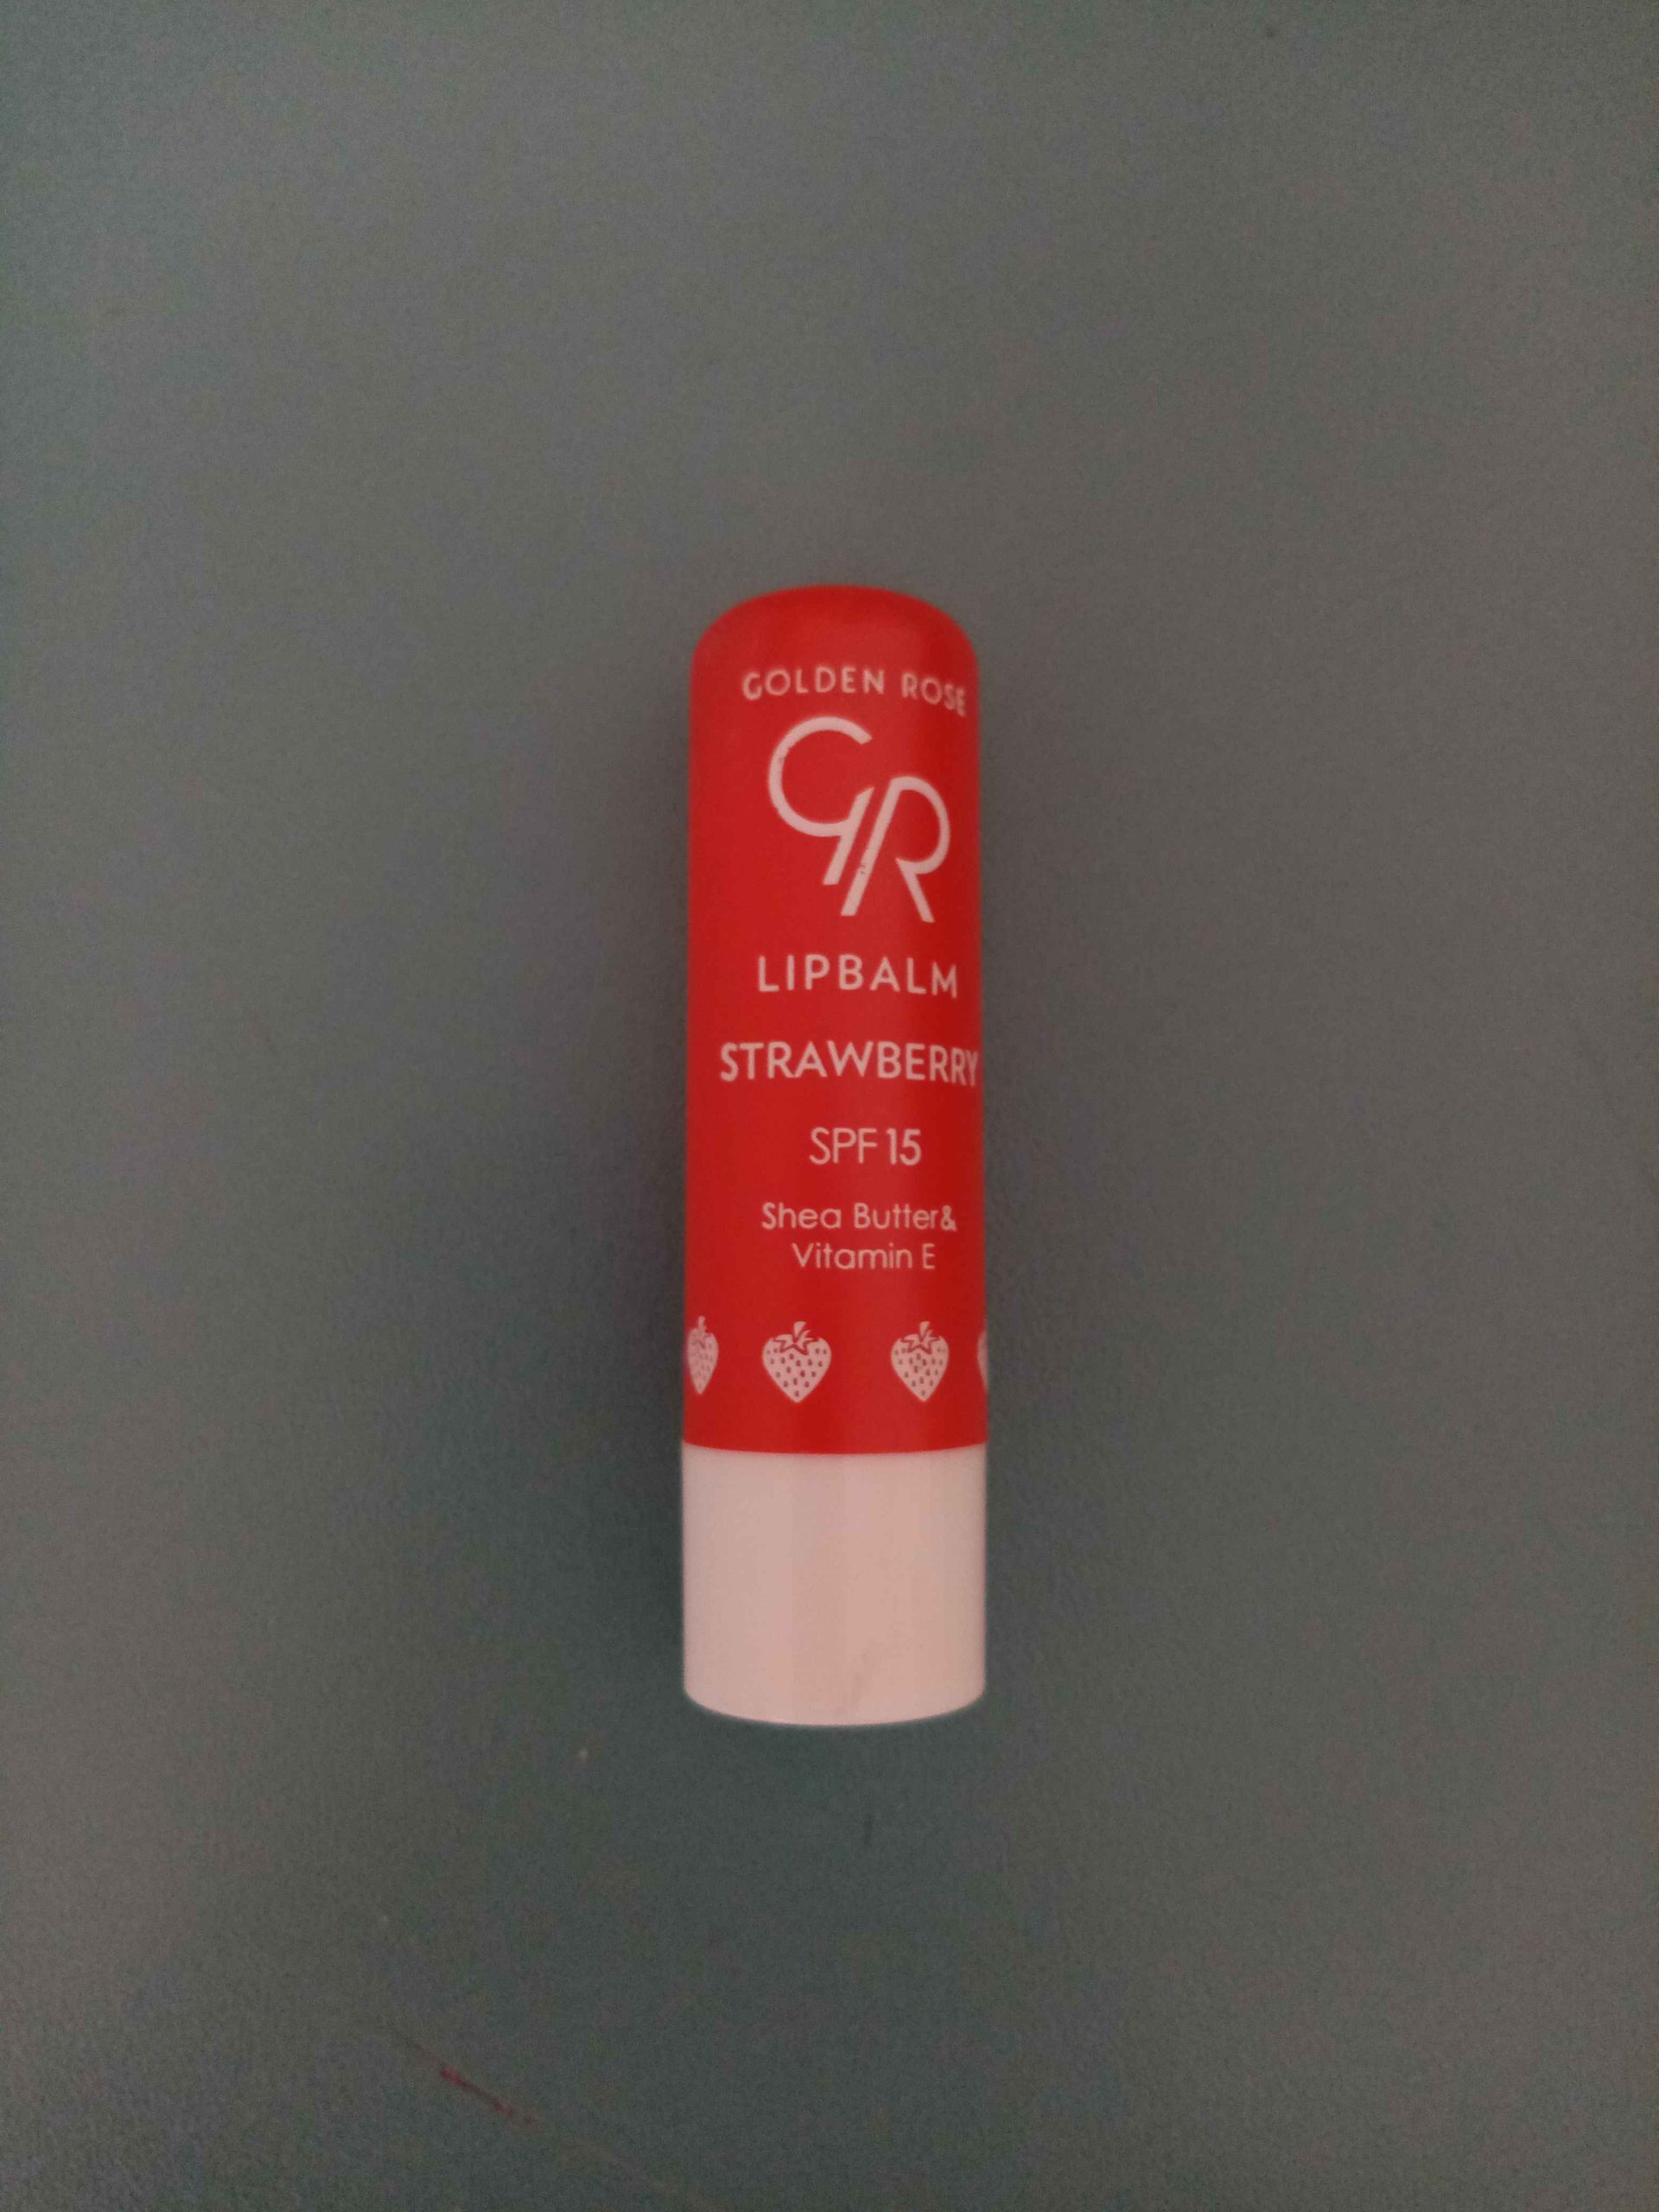 GOLDEN ROSE
GR
LIPBALM
STRAWBERRY
SPF 15
Shea Butter&
Vitamin E